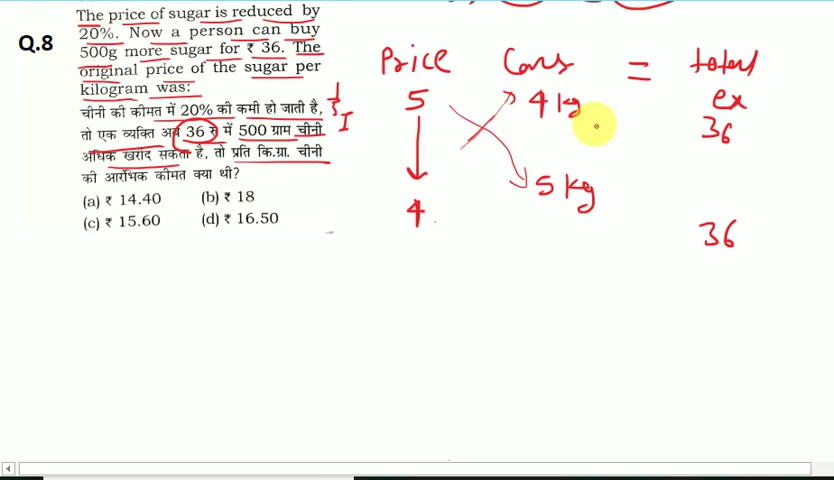 The price of sugar is reduced by
Q.8
20%. Now a person can buy
500g more sugar for ₹ 36. The
original price of the sugar per
kilogram was:
चीनी की कीमत में 20% की कमी हो जाती है,
तो एक व्यक्ति अब 36 रु में 500 ग्राम चीनी
अधिक खरीद सकता है, तो प्रति कि.ग्रा. चीनी
की आरंभिक कीमत क्या थी?
(a) ₹ 14.40 (b) ₹ 18
(c) ₹ 15.60 (d) ₹ 16.50
Price Cons = total
5 4 kg ex
36
5 kg
4
36